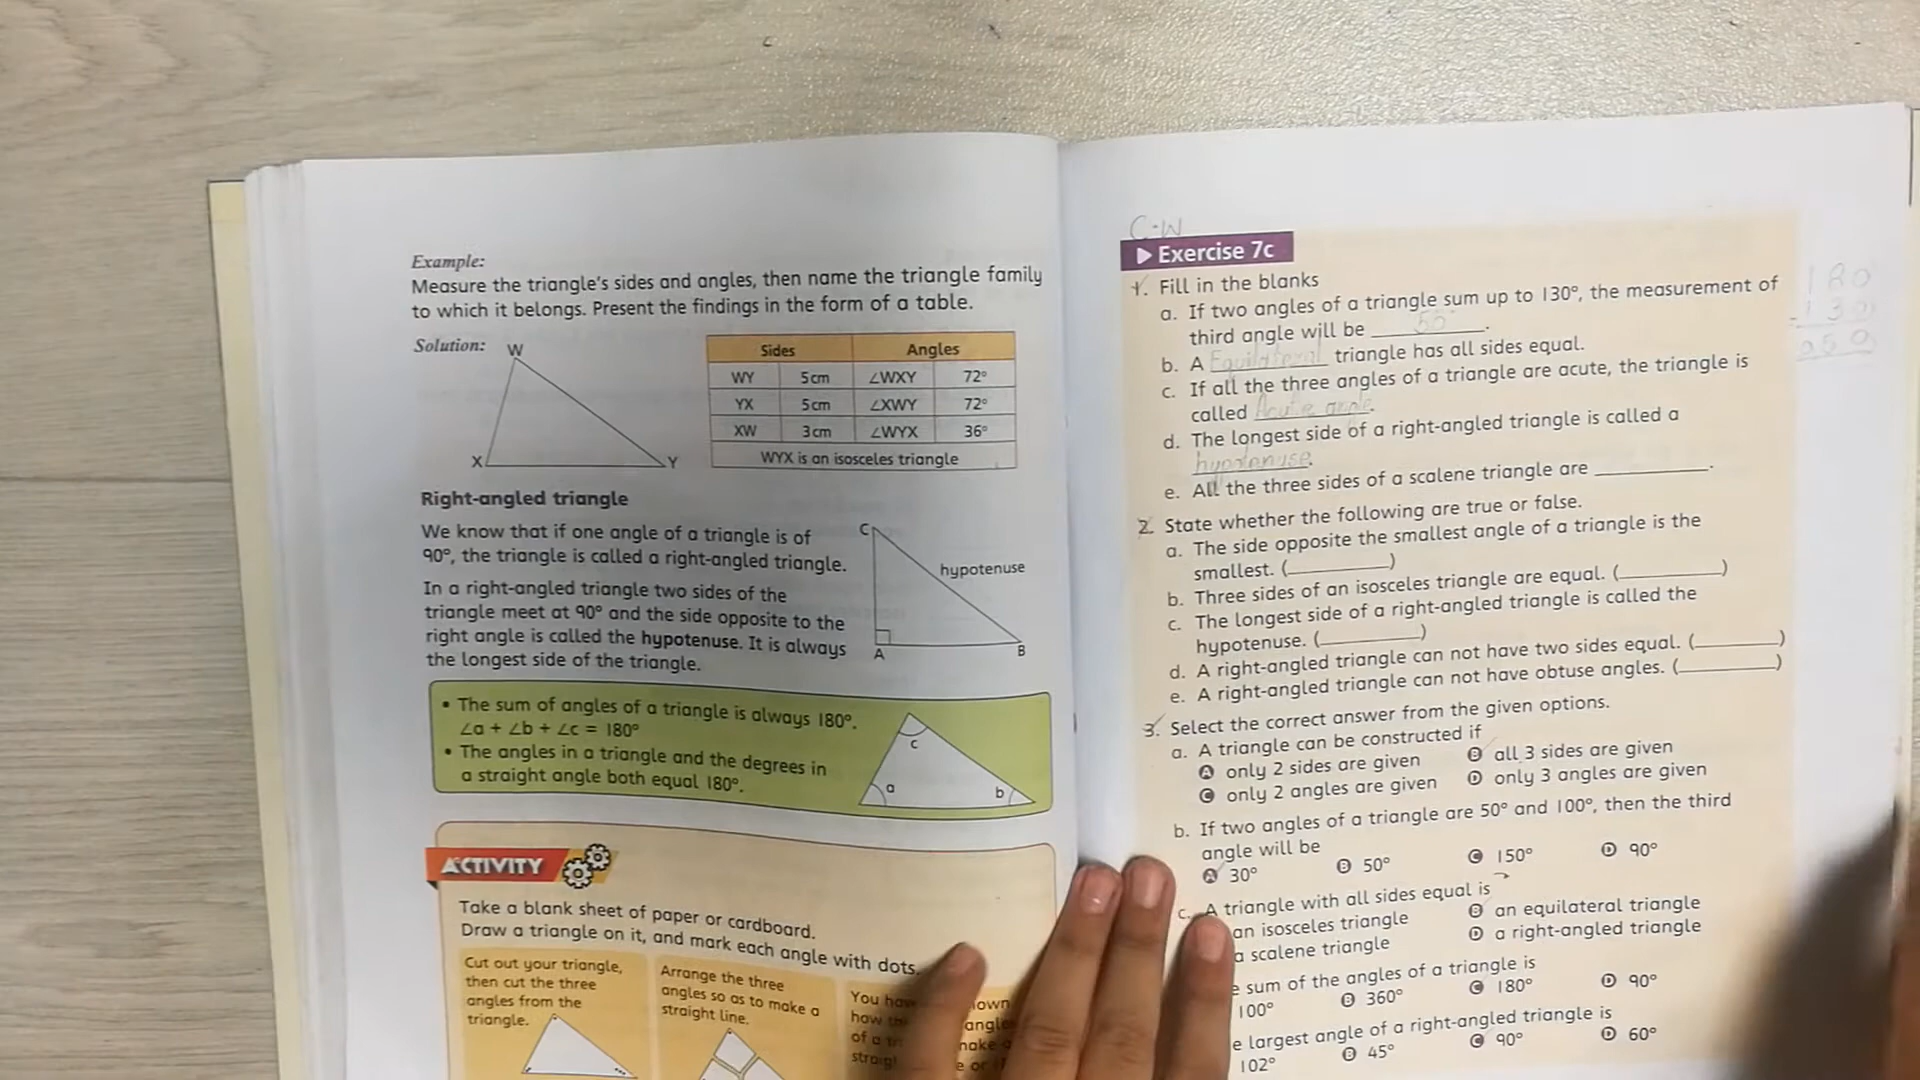 Example:
Measure the triangle's sides and angles, then name the triangle family
to which it belongs. Present the findings in the form of a table.
Solution:
W
X
Y
Sides Angles
WY 5cm ∠WXY 72°
YX 5cm ∠XWY 72°
XW 3cm ∠WYX 36°
WYX is an isosceles triangle
Right-angled triangle
We know that if one angle of a triangle is of
90°, the triangle is called a right-angled triangle.
In a right-angled triangle two sides of the
triangle meet at 90° and the side opposite to the
right angle is called the hypotenuse. It is always
the longest side of the triangle.
C
hypotenuse
A
B
• The sum of angles of a triangle is always 180°.
∠a + ∠b + ∠c = 180°
• The angles in a triangle and the degrees in
a straight angle both equal 180°.
c
a
b
ACTIVITY
Take a blank sheet of paper or cardboard.
Draw a triangle on it, and mark each angle with dots.
Cut out your triangle,
then cut the three
angles from the
triangle.
Arrange the three
angles so as to make a
straight line.
You own
how
of a
C.W
Exercise 7c
1. Fill in the blanks
a. If two angles of a triangle sum up to 130°, the measurement of
third angle will be 50°.
b. A Equilateral triangle has all sides equal.
c. If all the three angles of a triangle are acute, the triangle is
called Acute angle.
d. The longest side of a right-angled triangle is called a
hypotenuse.
e. All the three sides of a scalene triangle are __________.
180
-130
050
2. State whether the following are true or false.
a. The side opposite the smallest angle of a triangle is the
smallest. (__________)
b. Three sides of an isosceles triangle are equal. (__________)
c. The longest side of a right-angled triangle is called the
hypotenuse. (__________)
d. A right-angled triangle can not have two sides equal. (__________)
e. A right-angled triangle can not have obtuse angles. (__________)
3. Select the correct answer from the given options.
a. A triangle can be constructed if
A only 2 sides are given B all 3 sides are given
C only 2 angles are given D only 3 angles are given
b. If two angles of a triangle are 50° and 100°, then the third
angle will be
A 30° B 50° C 150° D 90°
c. A triangle with all sides equal is
an isosceles triangle B an equilateral triangle
a scalene triangle D a right-angled triangle
sum of the angles of a triangle is
100° B 360° C 180° D 90°
largest angle of a right-angled triangle is
102° B 45° C 90° D 60°